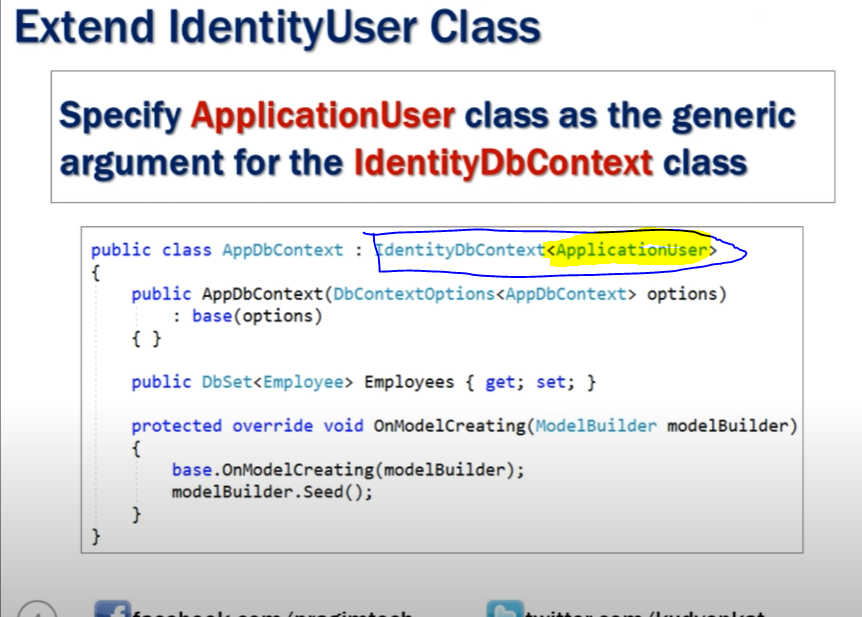 Extend IdentityUser Class
Specify ApplicationUser class as the generic
argument for the IdentityDbContext class
public class AppDbContext : IdentityDbContext<ApplicationUser>
{
public AppDbContext(DbContextOptions<AppDbContext> options)
: base(options)
{ }
public DbSet<Employee> Employees { get; set; }
protected override void OnModelCreating(ModelBuilder modelBuilder)
{
base.OnModelCreating(modelBuilder);
modelBuilder.Seed();
}
}
facebook.com/pragimtech twitter.com/kudvenkat